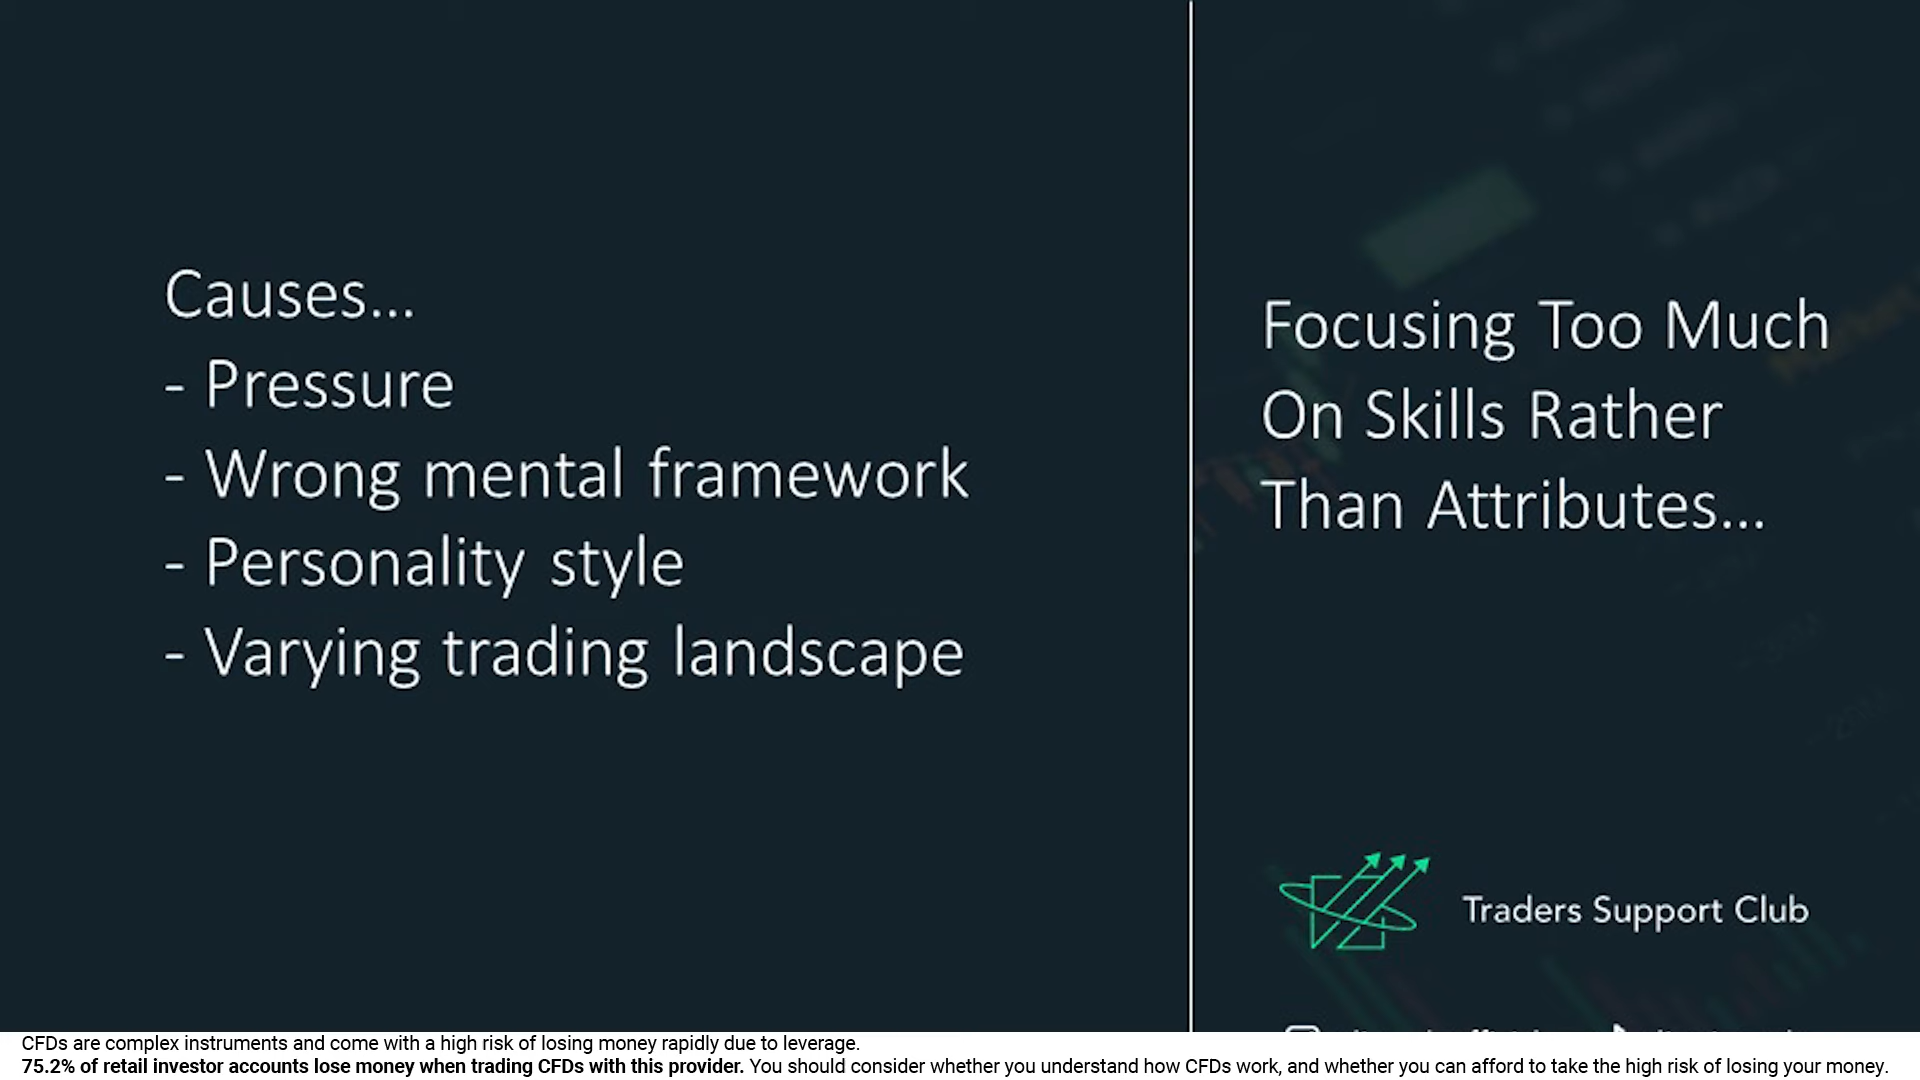 Causes...
- Pressure
- Wrong mental framework
- Personality style
- Varying trading landscape
Focusing Too Much
On Skills Rather
Than Attributes...
Traders Support Club
CFDs are complex instruments and come with a high risk of losing money rapidly due to leverage.
75.2% of retail investor accounts lose money when trading CFDs with this provider. You should consider whether you understand how CFDs work, and whether you can afford to take the high risk of losing your money.